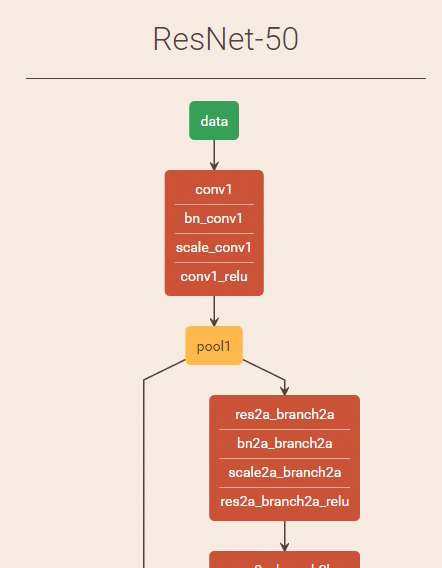 ResNet-50
data
conv1
bn_conv1
scale_conv1
conv1_relu
pool1
res2a_branch2a
bn2a_branch2a
scale2a_branch2a
res2a_branch2a_relu